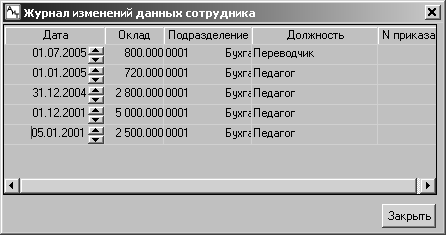 Журнал изменений данных сотрудника
Дата Оклад Подразделение Должность N приказа
01.07.2005 800.000 0001 Бухга Переводчик
01.01.2005 720.000 0001 Бухга Педагог
31.12.2004 2 800.000 0001 Бухга Педагог
01.12.2001 5 000.000 0001 Бухга Педагог
05.01.2001 2 500.000 0001 Бухга Педагог
Закрыть